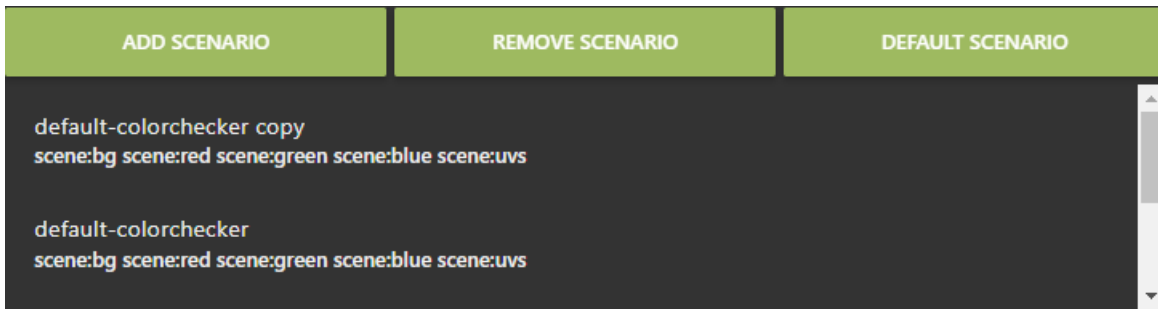 ADD SCENARIO
REMOVE SCENARIO
DEFAULT SCENARIO
default-colorchecker copy
scene:bg scene:red scene:green scene:blue scene:uvs
default-colorchecker
scene:bg scene:red scene:green scene:blue scene:uvs